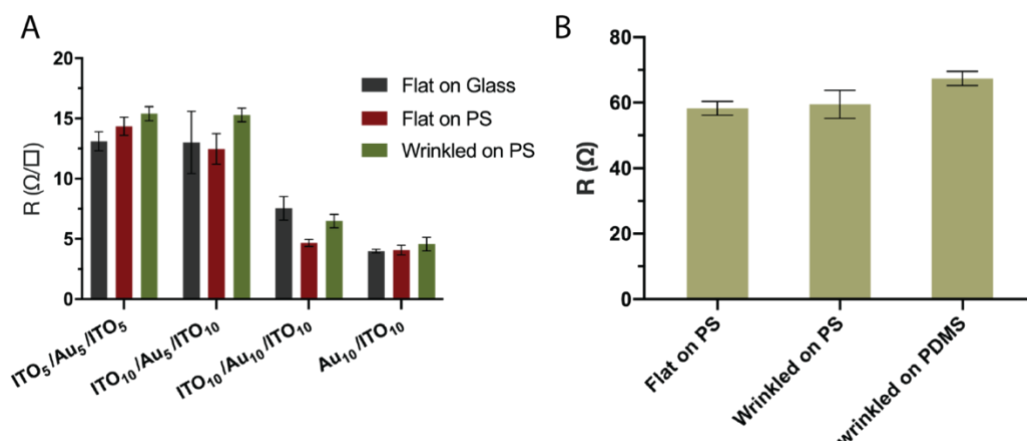 A
20
15
10
5
0
R (Ω/□)
Flat on Glass
Flat on PS
Wrinkled on PS
ITO₅/Au₅/ITO₅
ITO₁₀/Au₅/ITO₁₀
ITO₁₀/Au₁₀/ITO₁₀
Au₁₀/ITO₁₀
B
80
60
40
20
0
R (Ω)
Flat on PS
Wrinkled on PS
wrinkled on PDMS